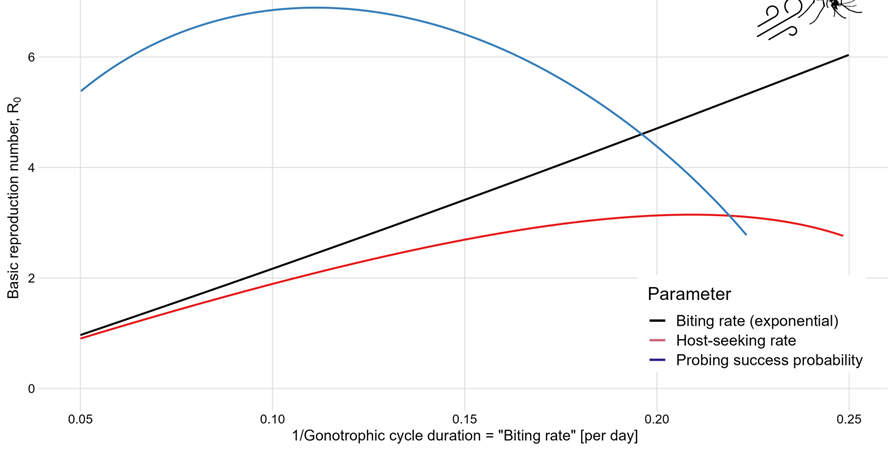 6
4
2
0
Basic reproduction number, R₀
Parameter
Biting rate (exponential)
Host-seeking rate
Probing success probability
0.05 0.10 0.15 0.20 0.25
1/Gonotrophic cycle duration = "Biting rate" [per day]